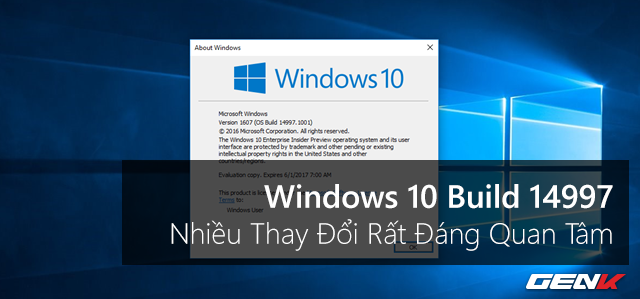 About Windows
Windows 10
Microsoft Windows
Version 1607 (OS Build 14997.1001)
© 2016 Microsoft Corporation. All rights reserved.
The Windows 10 Enterprise Insider Preview operating system and its user
interface are protected by trademark and other pending or existing
intellectual property rights in the United States and other
countries/regions.
Evaluation copy. Expires 6/1/2017 7:00 AM
This product is lice
Terms to:
Windows User
OK
Windows 10 Build 14997
Nhiều Thay Đổi Rất Đáng Quan Tâm
GENK